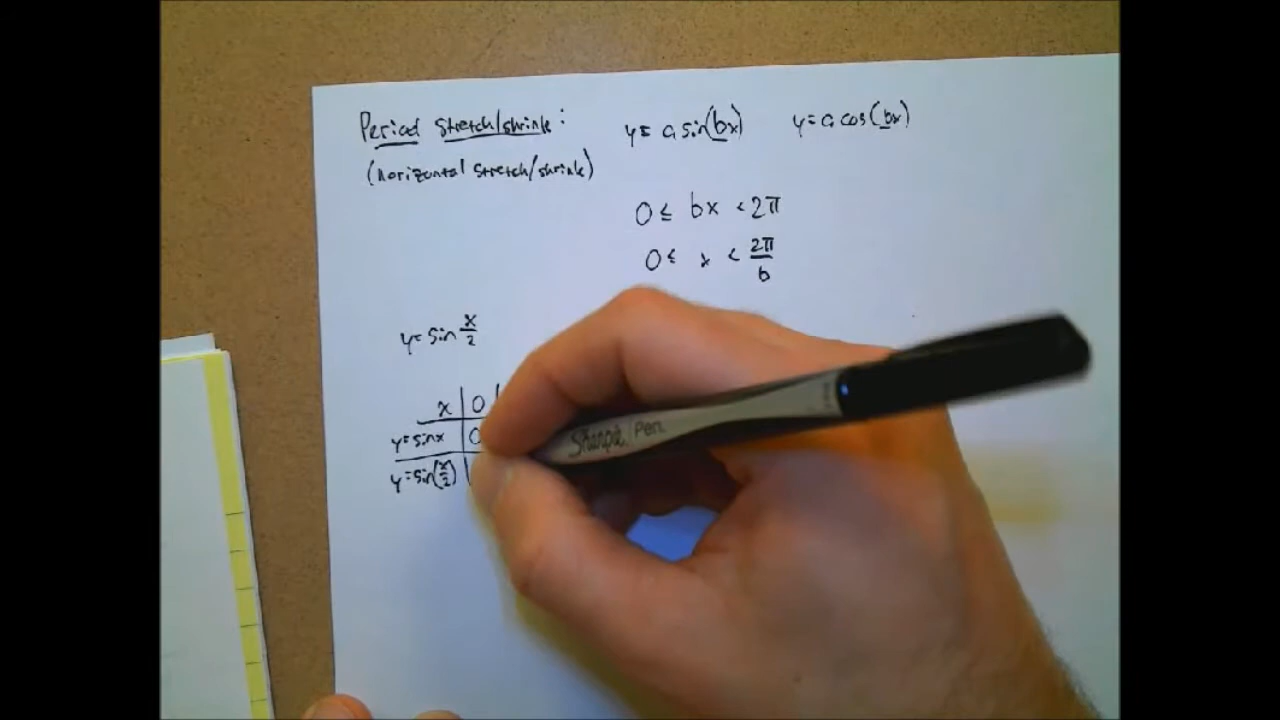 Period Stretch/shrink: y = a sin(bx) y = a cos(bx)
(horizontal stretch/shrink)
0 ≤ bx < 2π
0 ≤ x < 2π/b
y = sin x/2
x 0
y = sin x 0
y = sin(x/2)
Sharpie Pen.